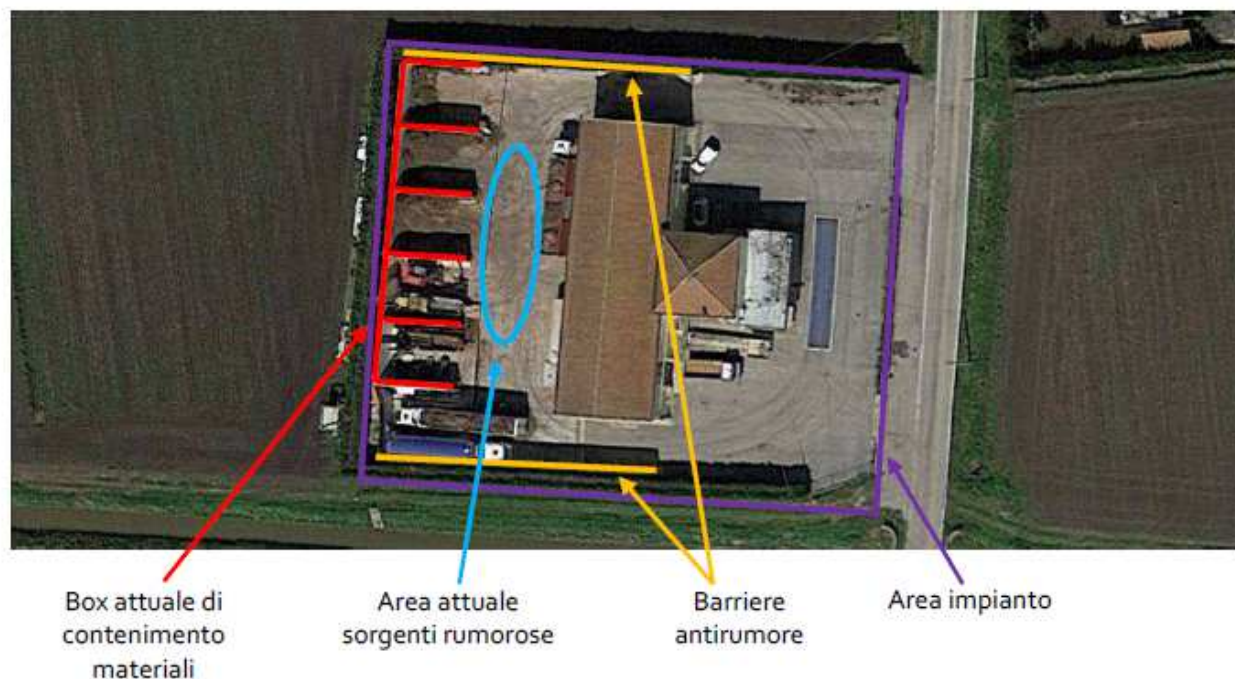 Box attuale di
contenimento
materiali
Area attuale
sorgenti rumorose
Barriere
antirumore
Area impianto